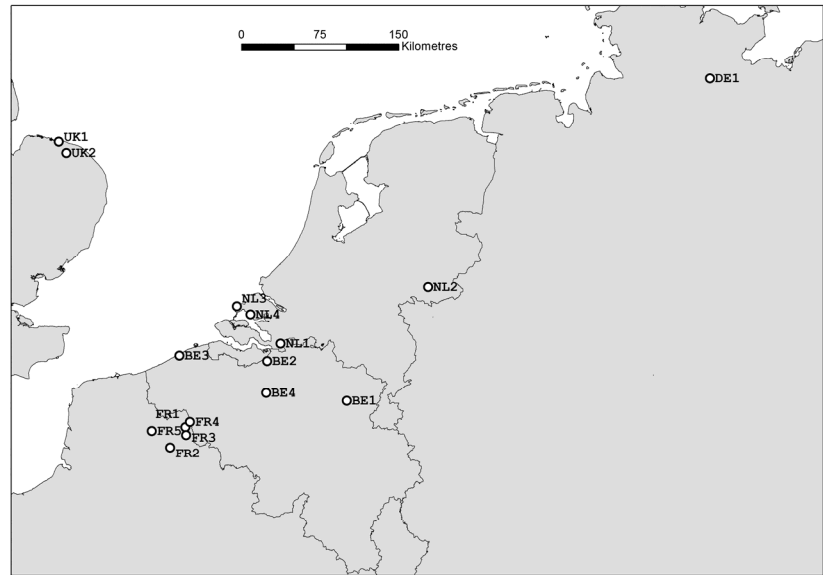 0 75 150
Kilometres
DE1
UK1
UK2
NL2
NL3
NL4
NL1
BE3
BE2
BE4
BE1
FR1
FR4
FR5
FR3
FR2